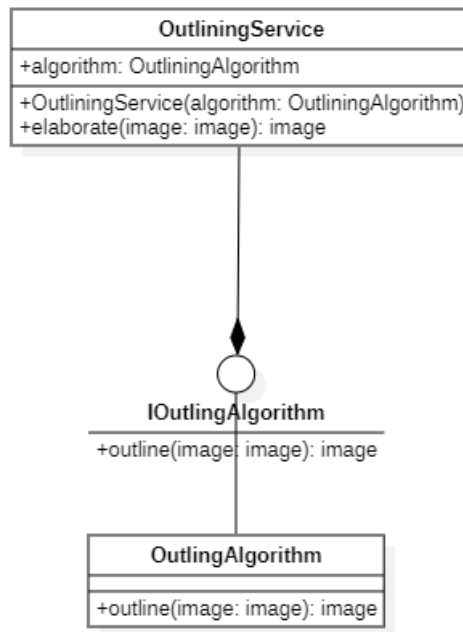 OutliningService
+algorithm: OutliningAlgorithm
+OutliningService(algorithm: OutliningAlgorithm)
+elaborate(image: image): image
IOutlingAlgorithm
+outline(image: image): image
OutlingAlgorithm
+outline(image: image): image